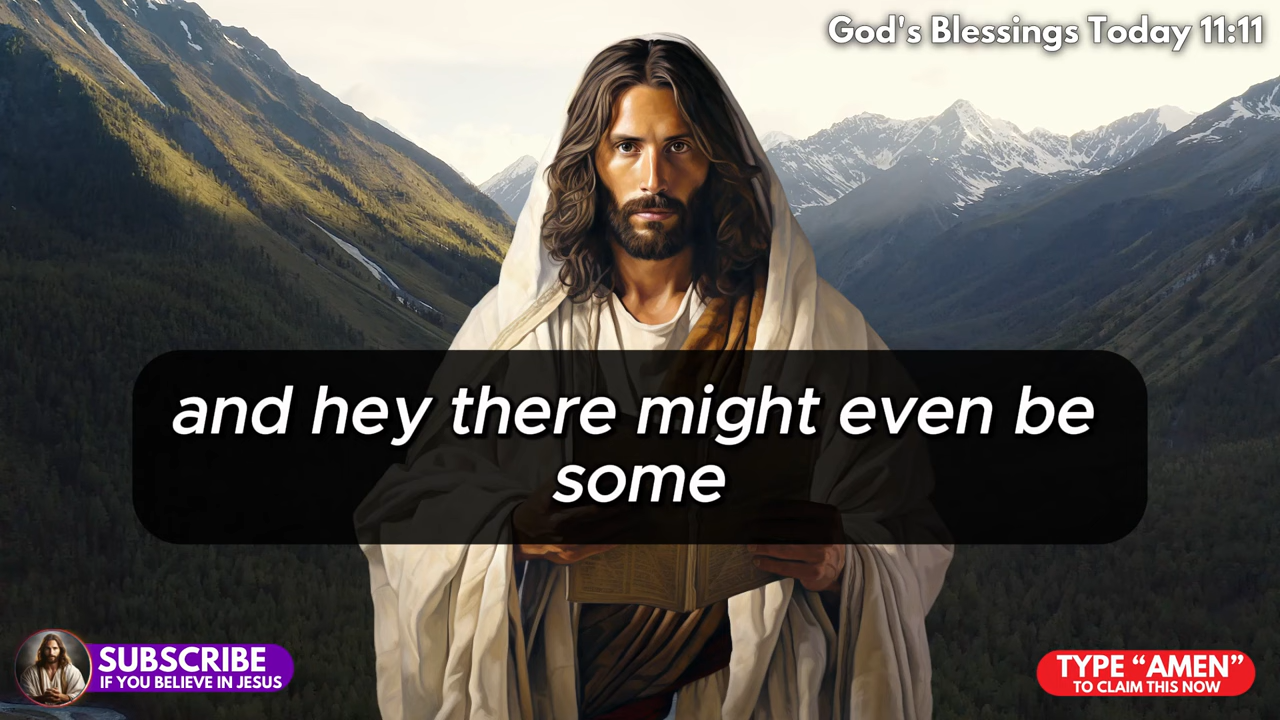 God's Blessings Today 11:11
and hey there might even be
some
SUBSCRIBE
IF YOU BELIEVE IN JESUS
TYPE “AMEN”
TO CLAIM THIS NOW